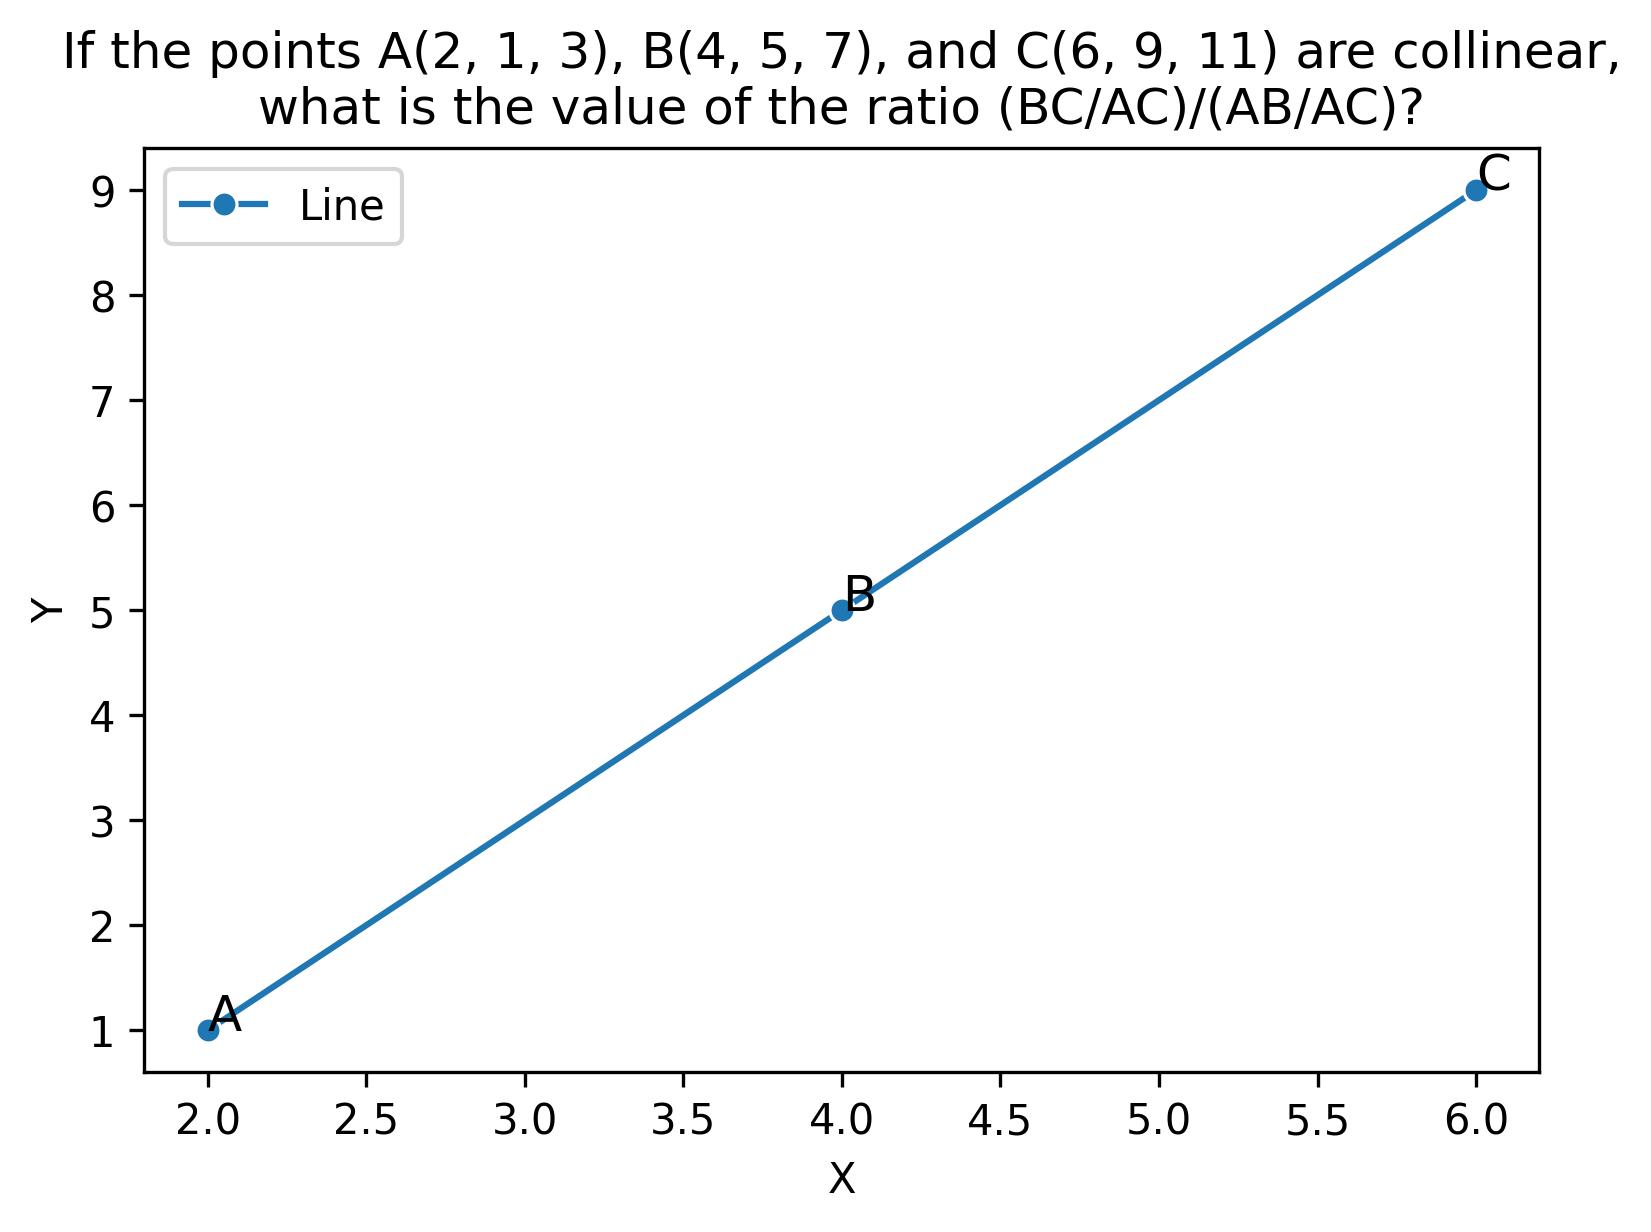 If the points A(2, 1, 3), B(4, 5, 7), and C(6, 9, 11) are collinear,
what is the value of the ratio (BC/AC)/(AB/AC)?
Line
C
B
A
Y
9
8
7
6
5
4
3
2
1
2.0 2.5 3.0 3.5 4.0 4.5 5.0 5.5 6.0
X